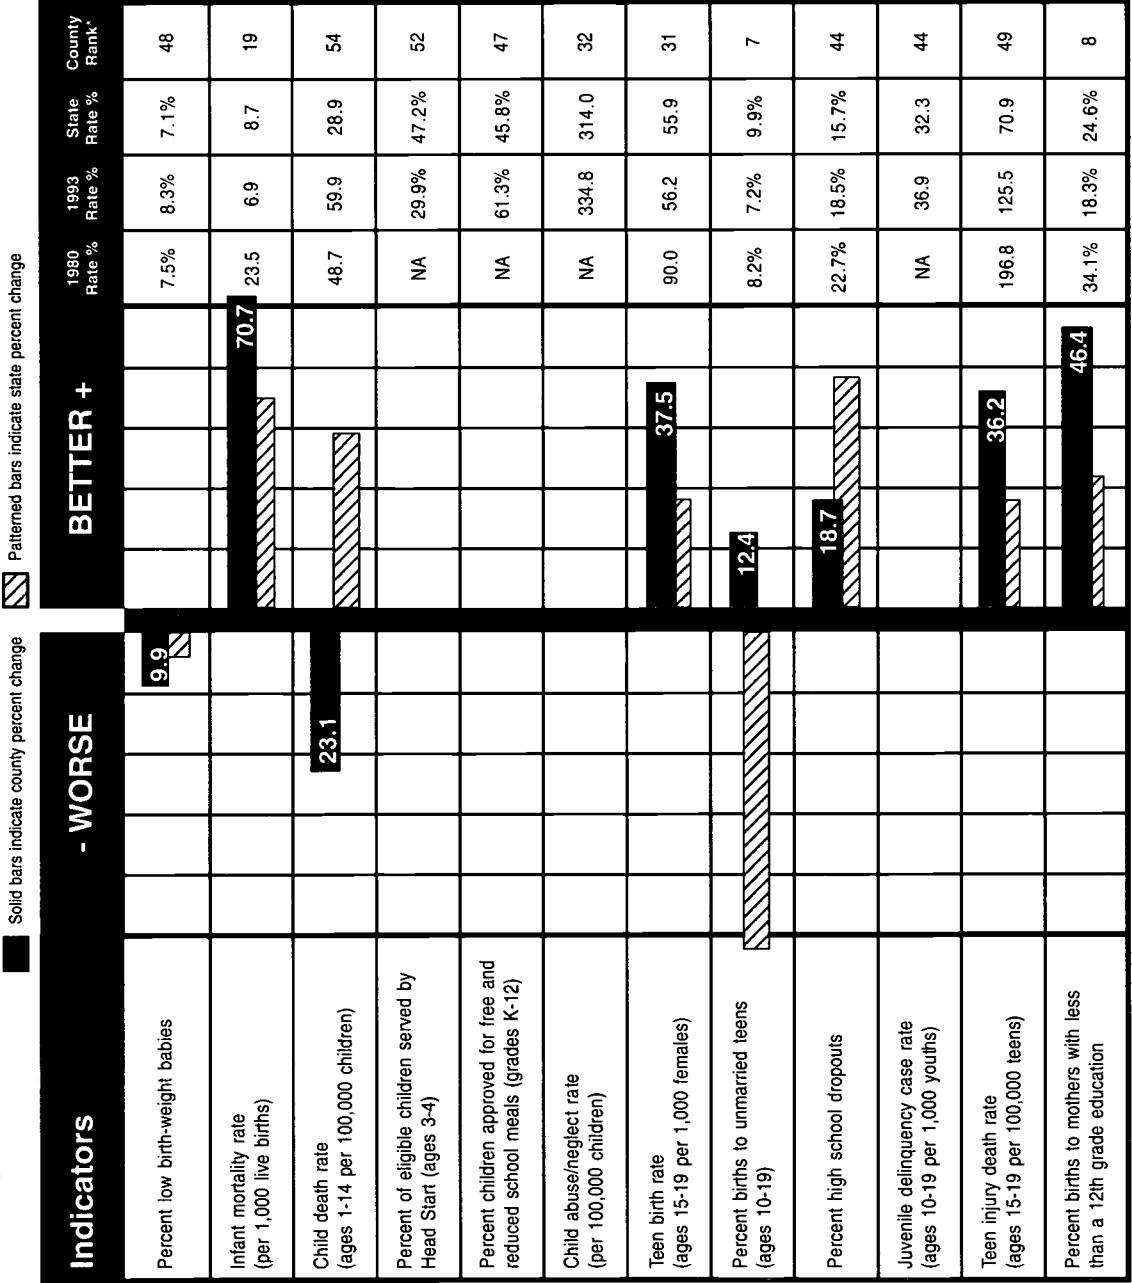 Solid bars indicate county percent change
Patterned bars indicate state percent change
Indicators
- WORSE
BETTER +
1980
Rate %
1993
Rate %
State
Rate %
County
Rank*
Percent low birth-weight babies
9.9
7.5%
8.3%
7.1%
48
Infant mortality rate
(per 1,000 live births)
70.7
23.5
6.9
8.7
19
Child death rate
(ages 1-14 per 100,000 children)
23.1
48.7
59.9
28.9
54
Percent of eligible children served by
Head Start (ages 3-4)
NA
29.9%
47.2%
52
Percent children approved for free and
reduced school meals (grades K-12)
NA
61.3%
45.8%
47
Child abuse/neglect rate
(per 100,000 children)
NA
334.8
314.0
32
Teen birth rate
(ages 15-19 per 1,000 females)
37.5
90.0
56.2
55.9
31
Percent births to unmarried teens
(ages 10-19)
12.4
8.2%
7.2%
9.9%
7
Percent high school dropouts
18.7
22.7%
18.5%
15.7%
44
Juvenile delinquency case rate
(ages 10-19 per 1,000 youths)
NA
36.9
32.3
44
Teen injury death rate
(ages 15-19 per 100,000 teens)
36.2
196.8
125.5
70.9
49
Percent births to mothers with less
than a 12th grade education
46.4
34.1%
18.3%
24.6%
8